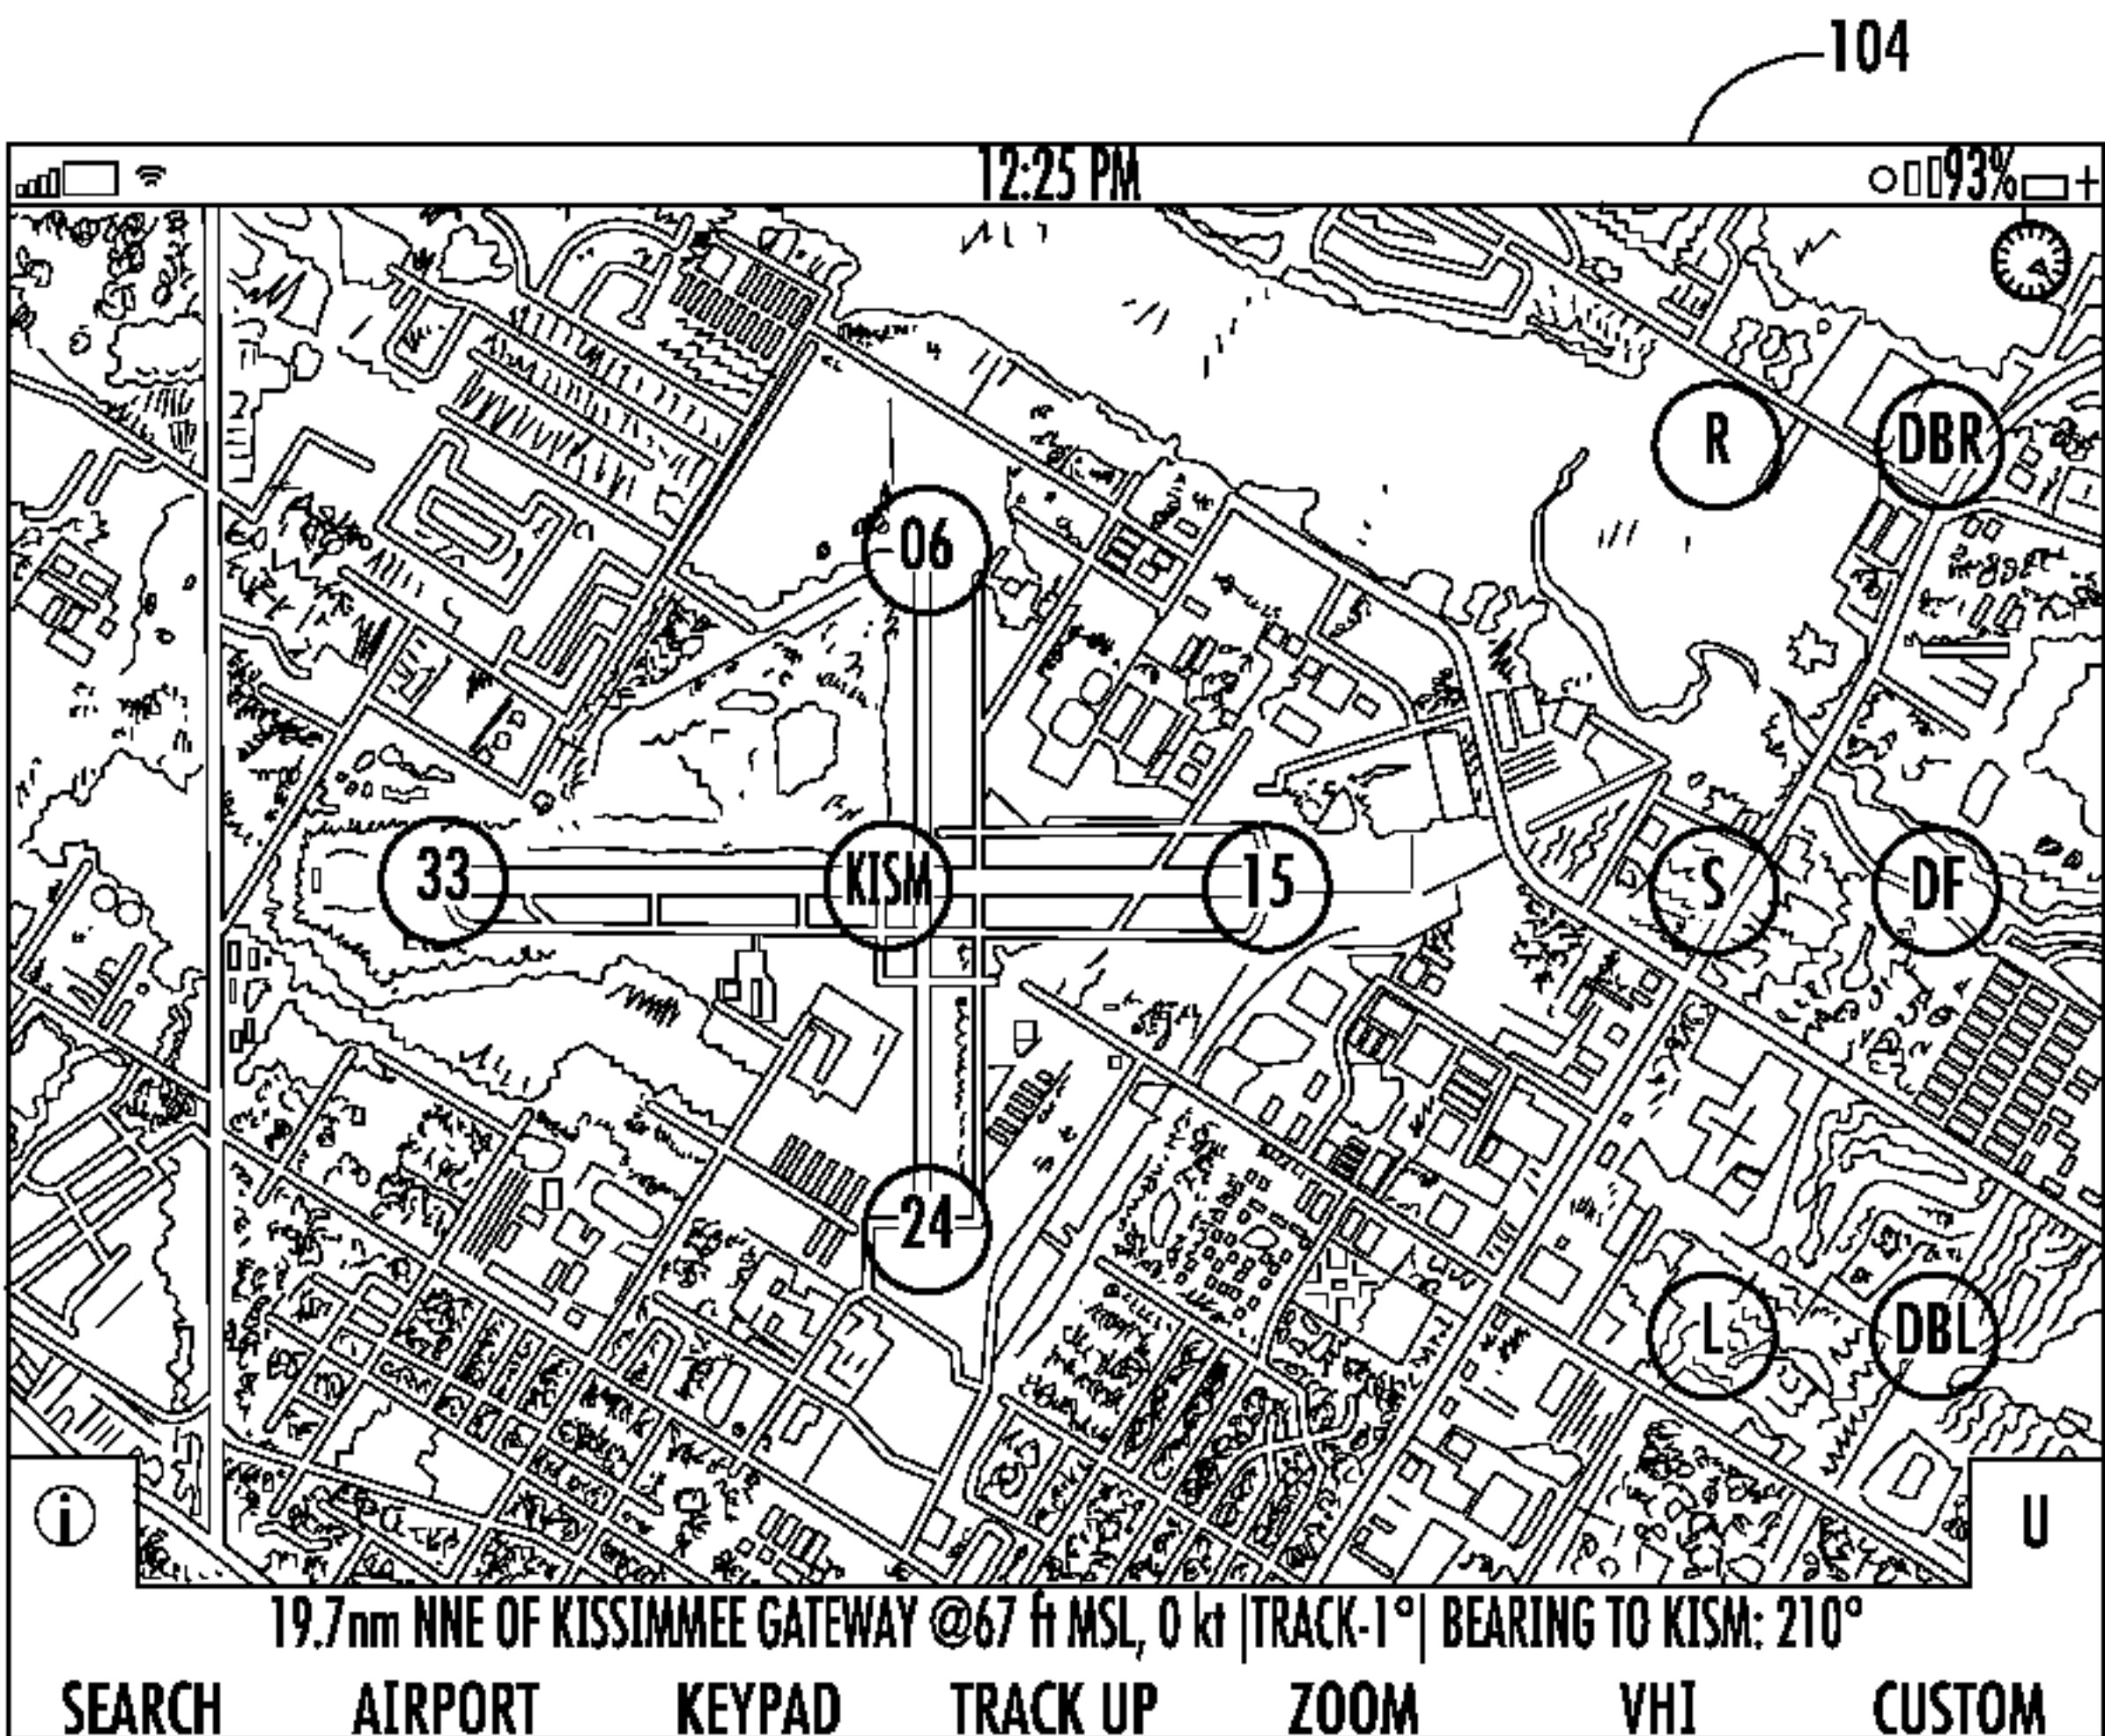 104
12:25 PM
93%
R
DBR
06
33
KISM
15
S
DF
24
L
DBL
i
U
19.7nm NNE OF KISSIMMEE GATEWAY @67 ft MSL, 0 kt |TRACK-1°| BEARING TO KISM: 210°
SEARCH AIRPORT KEYPAD TRACK UP ZOOM VHI CUSTOM